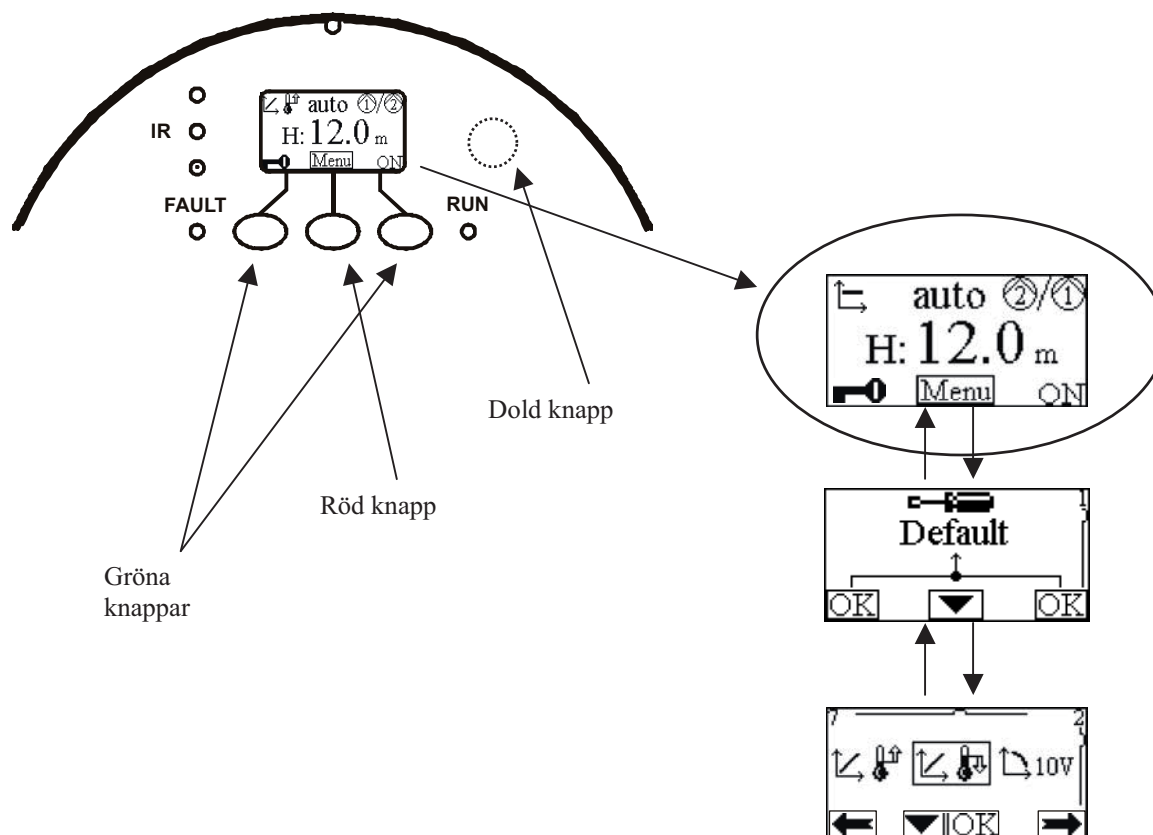 auto ①/②
IR
H: 12.0 m
Menu ON
FAULT
RUN
auto ②/①
H: 12.0 m
Menu ON
Dold knapp
Röd knapp
1
Default
OK OK
Gröna
knappar
7 2
10V
OK